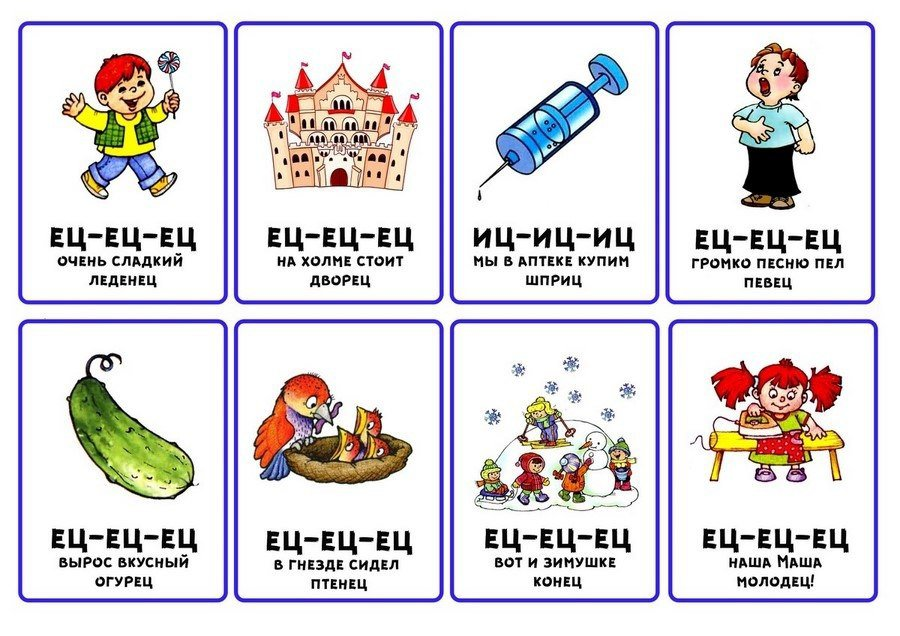 ЕЦ-ЕЦ-ЕЦ
ОЧЕНЬ СЛАДКИЙ
ЛЕДЕНЕЦ
ЕЦ-ЕЦ-ЕЦ
НА ХОЛМЕ СТОИТ
ДВОРЕЦ
ИЦ-ИЦ-ИЦ
МЫ В АПТЕКЕ КУПИМ
ШПРИЦ
ЕЦ-ЕЦ-ЕЦ
ГРОМКО ПЕСНЮ ПЕЛ
ПЕВЕЦ
ЕЦ-ЕЦ-ЕЦ
ВЫРОС ВКУСНЫЙ
ОГУРЕЦ
ЕЦ-ЕЦ-ЕЦ
В ГНЕЗДЕ СИДЕЛ
ПТЕНЕЦ
ЕЦ-ЕЦ-ЕЦ
ВОТ И ЗИМУШКЕ
КОНЕЦ
ЕЦ-ЕЦ-ЕЦ
НАША МАША
МОЛОДЕЦ!